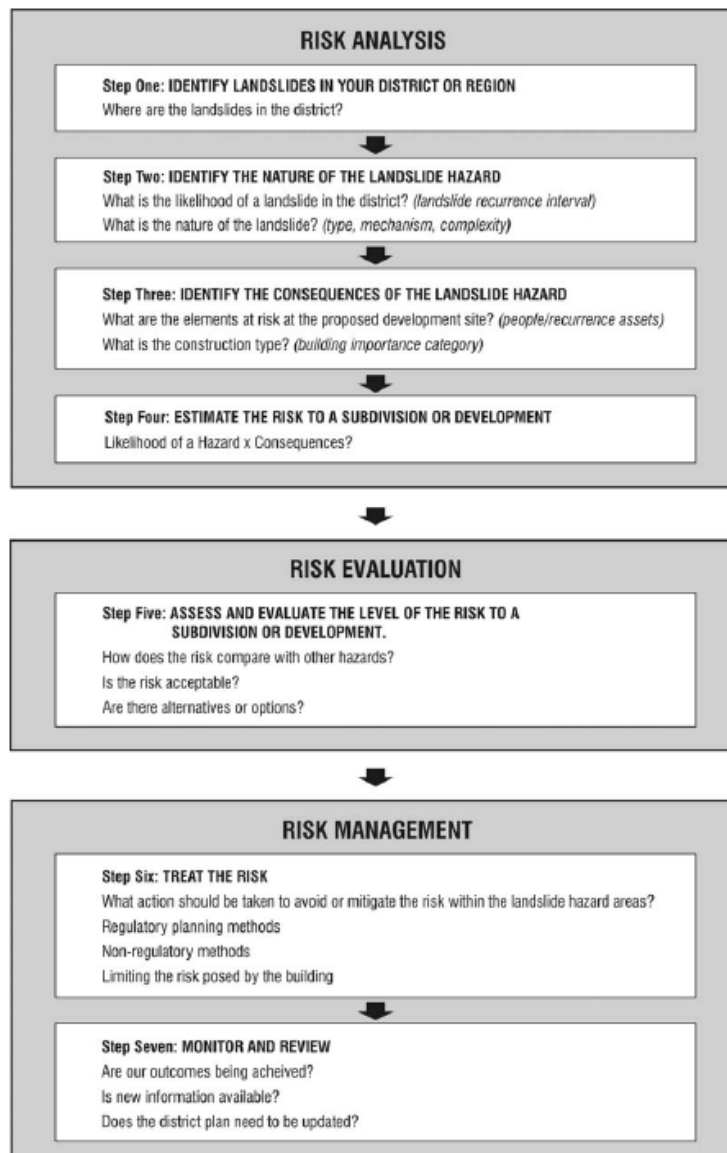 RISK ANALYSIS
Step One: IDENTIFY LANDSLIDES IN YOUR DISTRICT OR REGION
Where are the landslides in the district?
Step Two: IDENTIFY THE NATURE OF THE LANDSLIDE HAZARD
What is the likelihood of a landslide in the district? (landslide recurrence interval)
What is the nature of the landslide? (type, mechanism, complexity)
Step Three: IDENTIFY THE CONSEQUENCES OF THE LANDSLIDE HAZARD
What are the elements at risk at the proposed development site? (people/recurrence assets)
What is the construction type? (building importance category)
Step Four: ESTIMATE THE RISK TO A SUBDIVISION OR DEVELOPMENT
Likelihood of a Hazard x Consequences?
RISK EVALUATION
Step Five: ASSESS AND EVALUATE THE LEVEL OF THE RISK TO A
SUBDIVISION OR DEVELOPMENT.
How does the risk compare with other hazards?
Is the risk acceptable?
Are there alternatives or options?
RISK MANAGEMENT
Step Six: TREAT THE RISK
What action should be taken to avoid or mitigate the risk within the landslide hazard areas?
Regulatory planning methods
Non-regulatory methods
Limiting the risk posed by the building
Step Seven: MONITOR AND REVIEW
Are our outcomes being acheived?
Is new information available?
Does the district plan need to be updated?